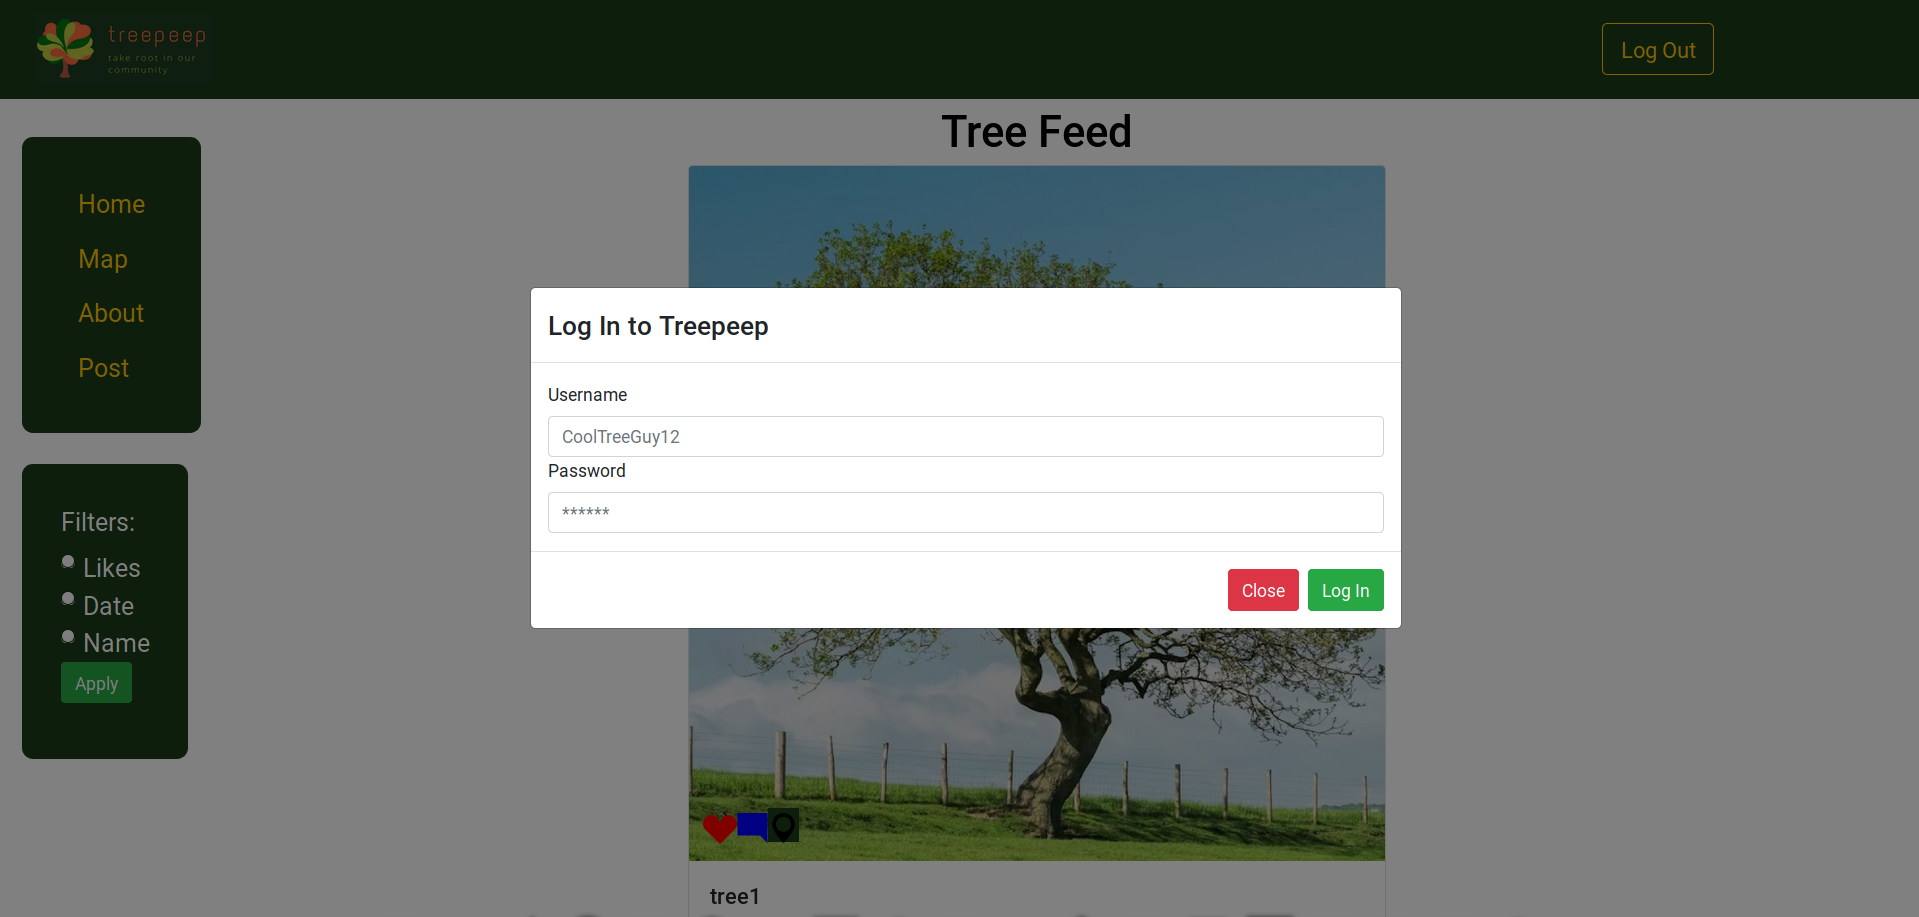 treepeep
take root in our
community
Log Out
Tree Feed
Home
Map
About
Post
Filters:
Likes
Date
Name
Apply
Log In to Treepeep
Username
CoolTreeGuy12
Password
******
Close
Log In
tree1